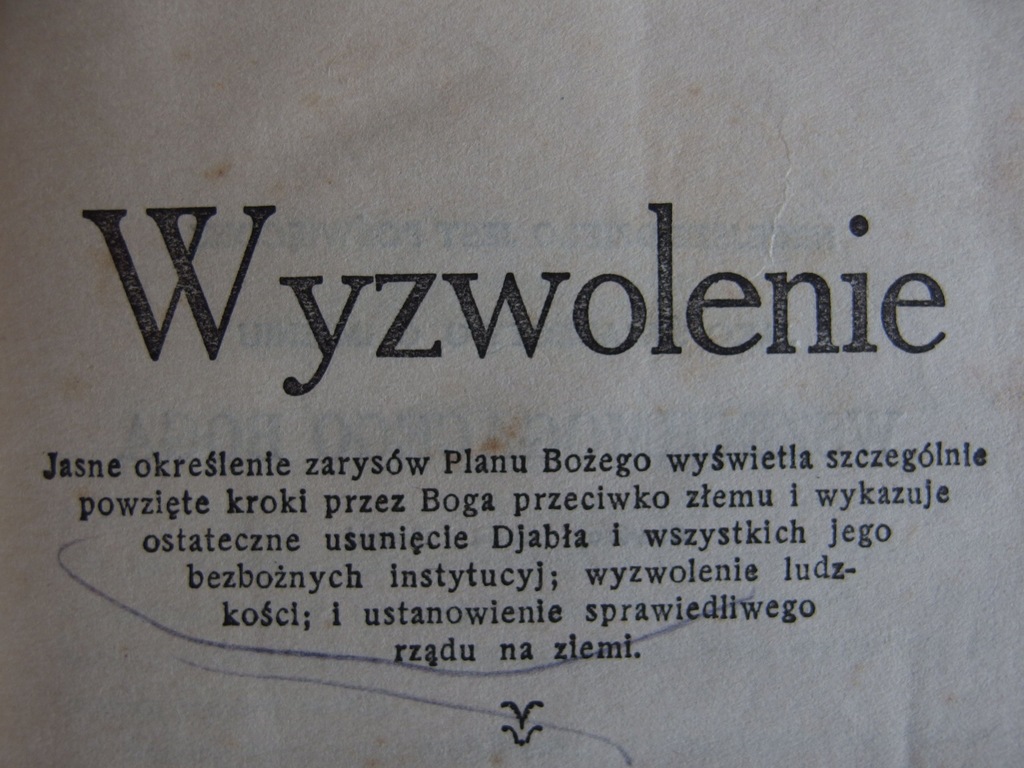 Wyzwolenie
Jasne określenie zarysów Planu Bożego wyświetla szczególnie
powzięte kroki przez Boga przeciwko złemu i wykazuje
ostateczne usunięcie Djabła i wszystkich jego
bezbożnych instytucyj; wyzwolenie ludz-
kości; i ustanowienie sprawiedliwego
rządu na ziemi.